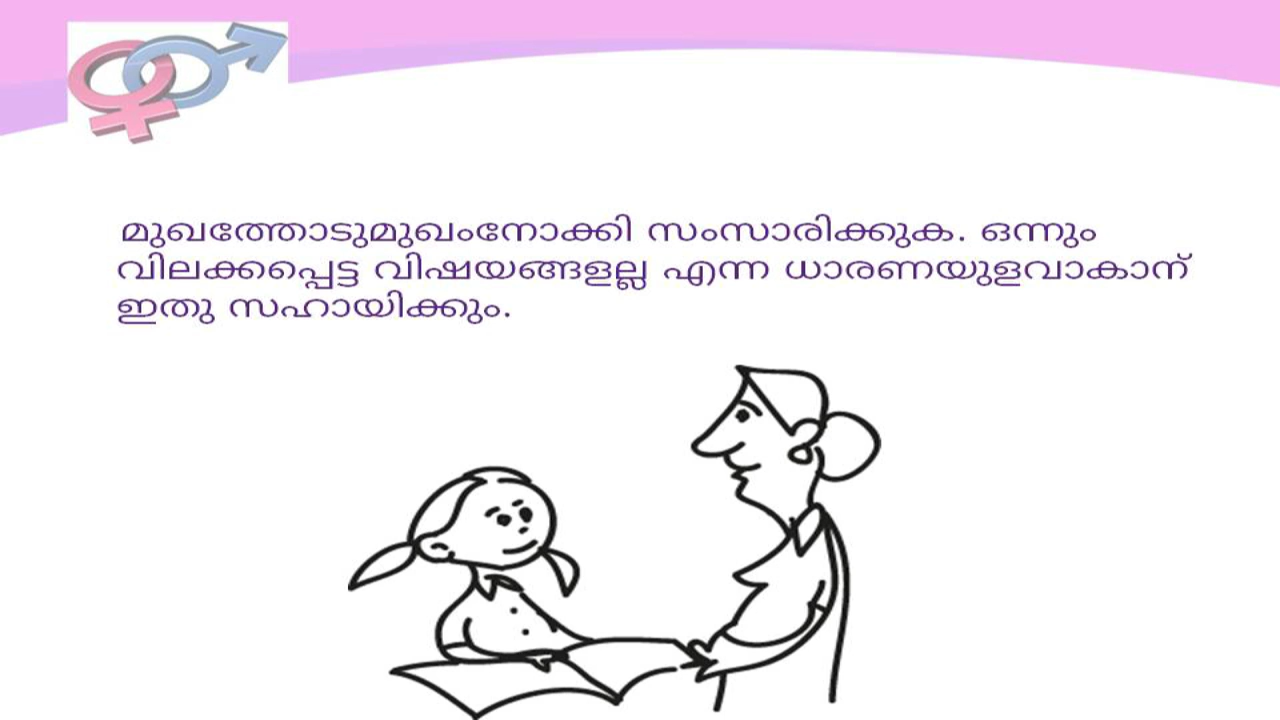 മുഖത്തോടുമുഖംനോക്കി സംസാരിക്കുക. ഒന്നും
വിലക്കപ്പെട്ട വിഷയങ്ങളല്ല എന്ന ധാരണയുളവാകാന്
ഇതു സഹായിക്കും.